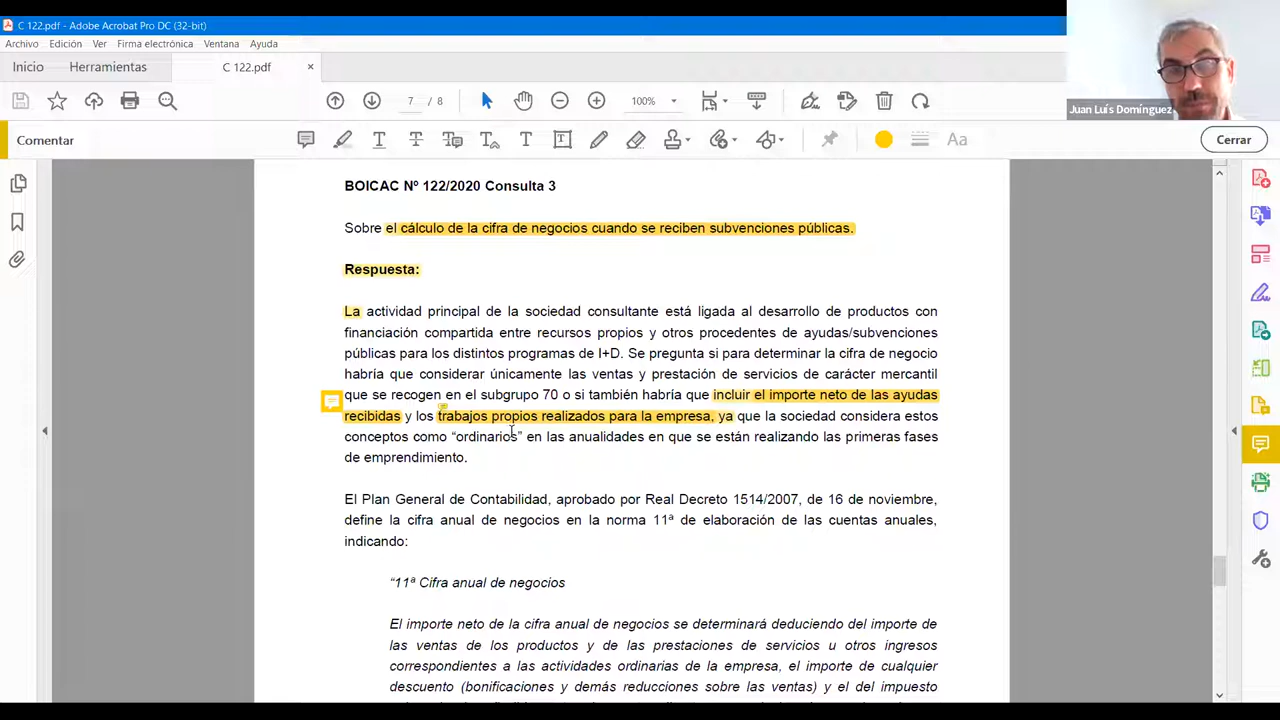 C 122.pdf - Adobe Acrobat Pro DC (32-bit)
Archivo Edición Ver Firma electrónica Ventana Ayuda
Inicio Herramientas C 122.pdf ×
7 / 8 100%
Juan Luís Domínguez
Comentar Aa Cerrar
BOICAC Nº 122/2020 Consulta 3
Sobre el cálculo de la cifra de negocios cuando se reciben subvenciones públicas.
Respuesta:
La actividad principal de la sociedad consultante está ligada al desarrollo de productos con
financiación compartida entre recursos propios y otros procedentes de ayudas/subvenciones
públicas para los distintos programas de I+D. Se pregunta si para determinar la cifra de negocio
habría que considerar únicamente las ventas y prestación de servicios de carácter mercantil
que se recogen en el subgrupo 70 o si también habría que incluir el importe neto de las ayudas
recibidas y los trabajos propios realizados para la empresa, ya que la sociedad considera estos
conceptos como “ordinarios” en las anualidades en que se están realizando las primeras fases
de emprendimiento.
El Plan General de Contabilidad, aprobado por Real Decreto 1514/2007, de 16 de noviembre,
define la cifra anual de negocios en la norma 11ª de elaboración de las cuentas anuales,
indicando:
“11ª Cifra anual de negocios
El importe neto de la cifra anual de negocios se determinará deduciendo del importe de
las ventas de los productos y de las prestaciones de servicios u otros ingresos
correspondientes a las actividades ordinarias de la empresa, el importe de cualquier
descuento (bonificaciones y demás reducciones sobre las ventas) y el del impuesto